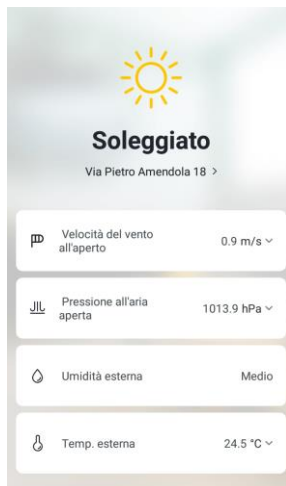 Soleggiato
Via Pietro Amendola 18 >
Velocità del vento
all'aperto
0.9 m/s
Pressione all'aria
aperta
1013.9 hPa
Umidità esterna
Medio
Temp. esterna
24.5 °C